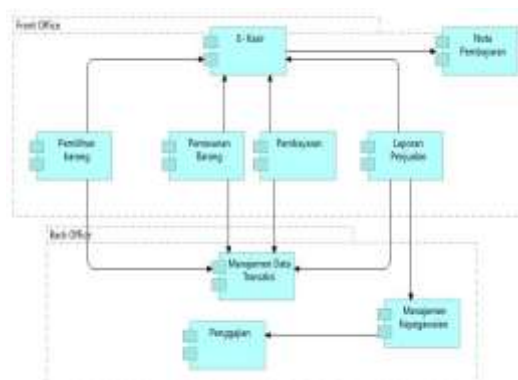 Front Office
E- Kasir
Nota
Pembayaran
Pemilihan
barang
Pemesanan
Barang
Pembayaran
Laporan
Penjualan
Back Office
Manajemen Data
Transaksi
Manajemen
Kepegawaian
Penggajian